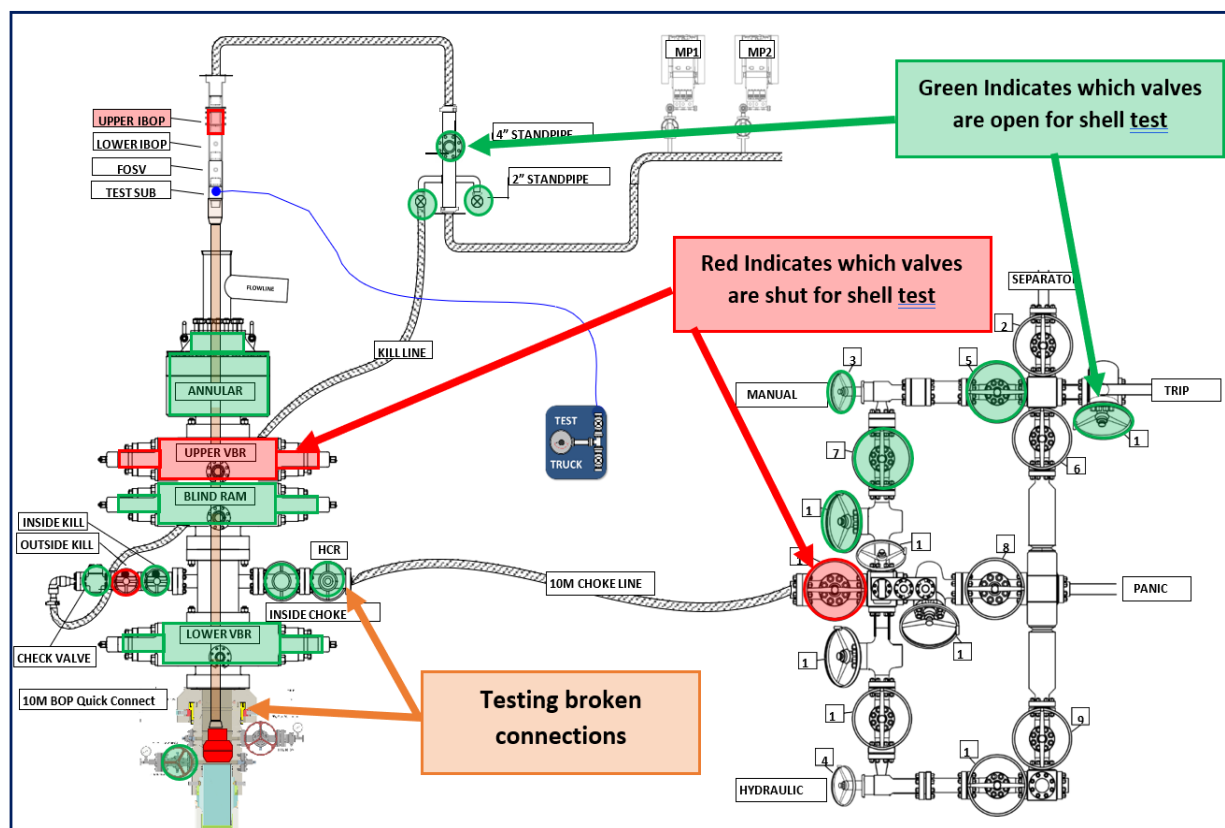 MP1
MP2
Green Indicates which valves
are open for shell test
UPPER IBOP
4” STANDPIPE
LOWER IBOP
FOSV
TEST SUB
2” STANDPIPE
Red Indicates which valves
are shut for shell test
FLOWLINE
SEPARATO
2
KILL LINE
3
5
MANUAL
TRIP
ANNULAR
TEST
TRUCK
1
6
7
UPPER VBR
BLIND RAM
INSIDE KILL
OUTSIDE KILL
HCR
1
1
8
10M CHOKE LINE
PANIC
INSIDE CHOKE
LOWER VBR
CHECK VALVE
1
1
10M BOP Quick Connect
Testing broken
connections
1
9
4
1
HYDRAULIC